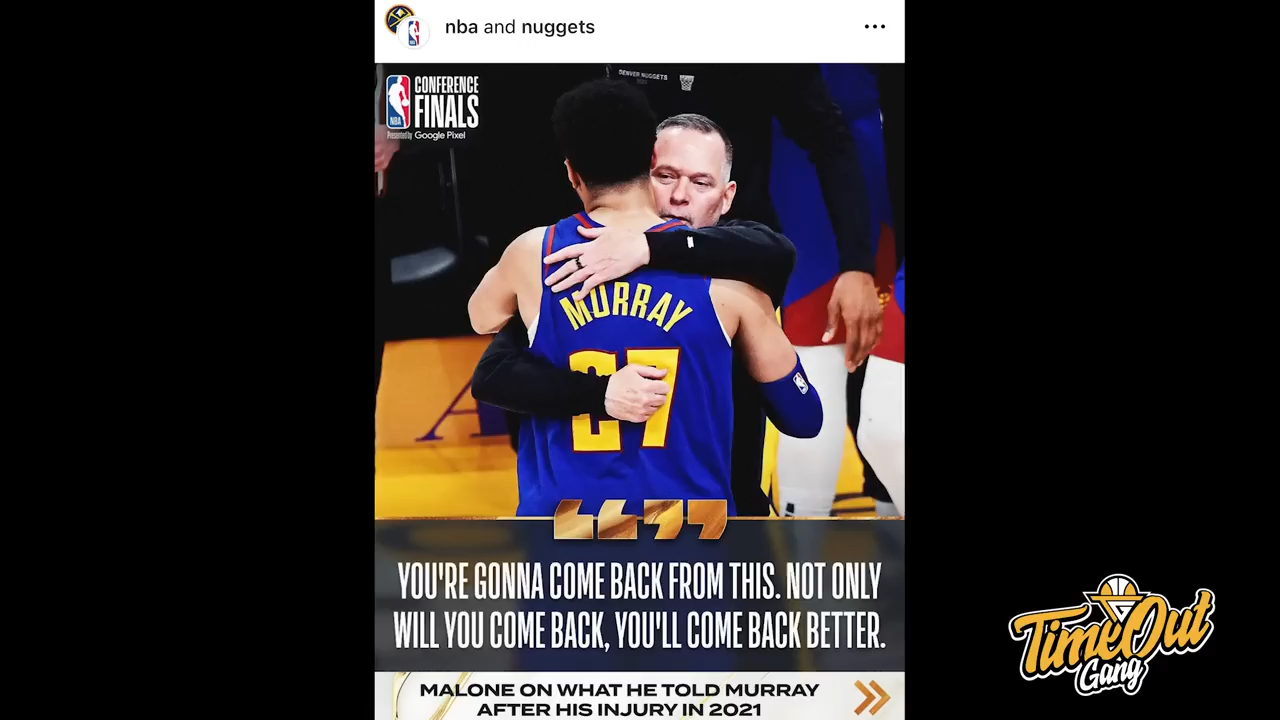 nba and nuggets
DENVER NUGGETS
CONFERENCE
FINALS
NBA
Presented by Google Pixel
MURRAY
27
YOU'RE GONNA COME BACK FROM THIS. NOT ONLY
WILL YOU COME BACK, YOU'LL COME BACK BETTER.
MALONE ON WHAT HE TOLD MURRAY
AFTER HIS INJURY IN 2021
TimeOut
Gang